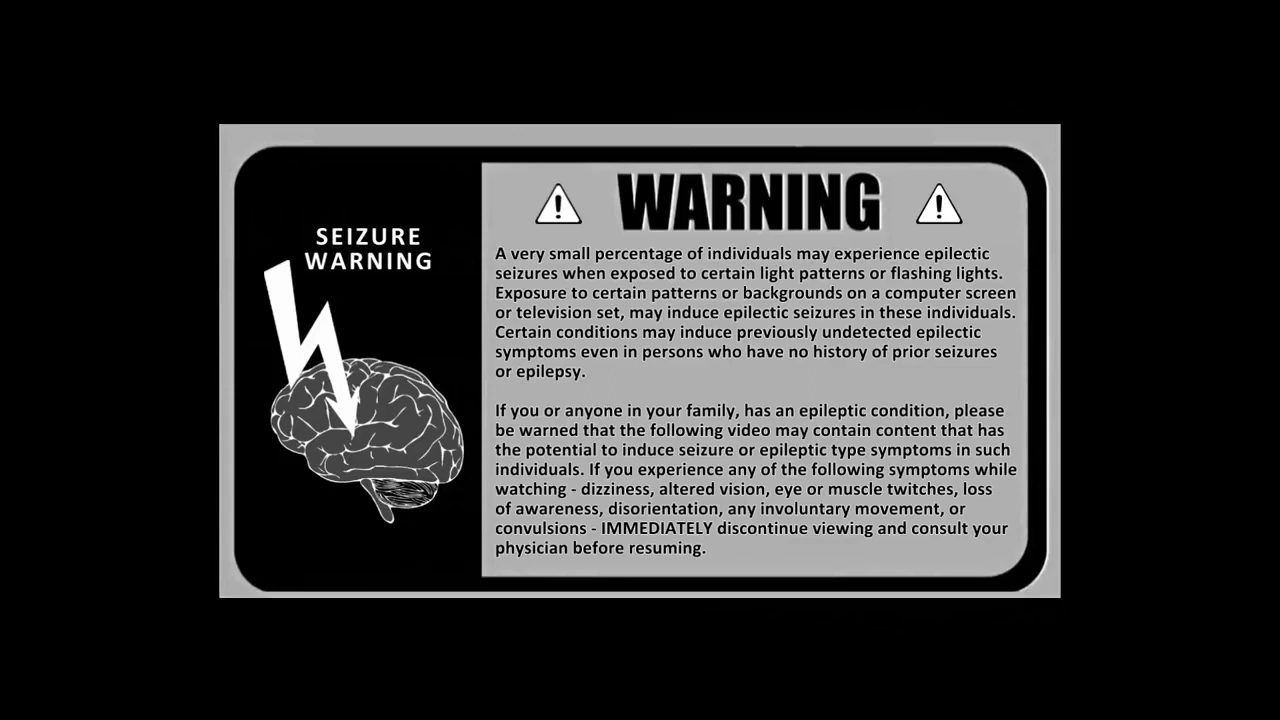 SEIZURE
WARNING
WARNING
A very small percentage of individuals may experience epilectic
seizures when exposed to certain light patterns or flashing lights.
Exposure to certain patterns or backgrounds on a computer screen
or television set, may induce epilectic seizures in these individuals.
Certain conditions may induce previously undetected epilectic
symptoms even in persons who have no history of prior seizures
or epilepsy.
If you or anyone in your family, has an epileptic condition, please
be warned that the following video may contain content that has
the potential to induce seizure or epileptic type symptoms in such
individuals. If you experience any of the following symptoms while
watching - dizziness, altered vision, eye or muscle twitches, loss
of awareness, disorientation, any involuntary movement, or
convulsions - IMMEDIATELY discontinue viewing and consult your
physician before resuming.